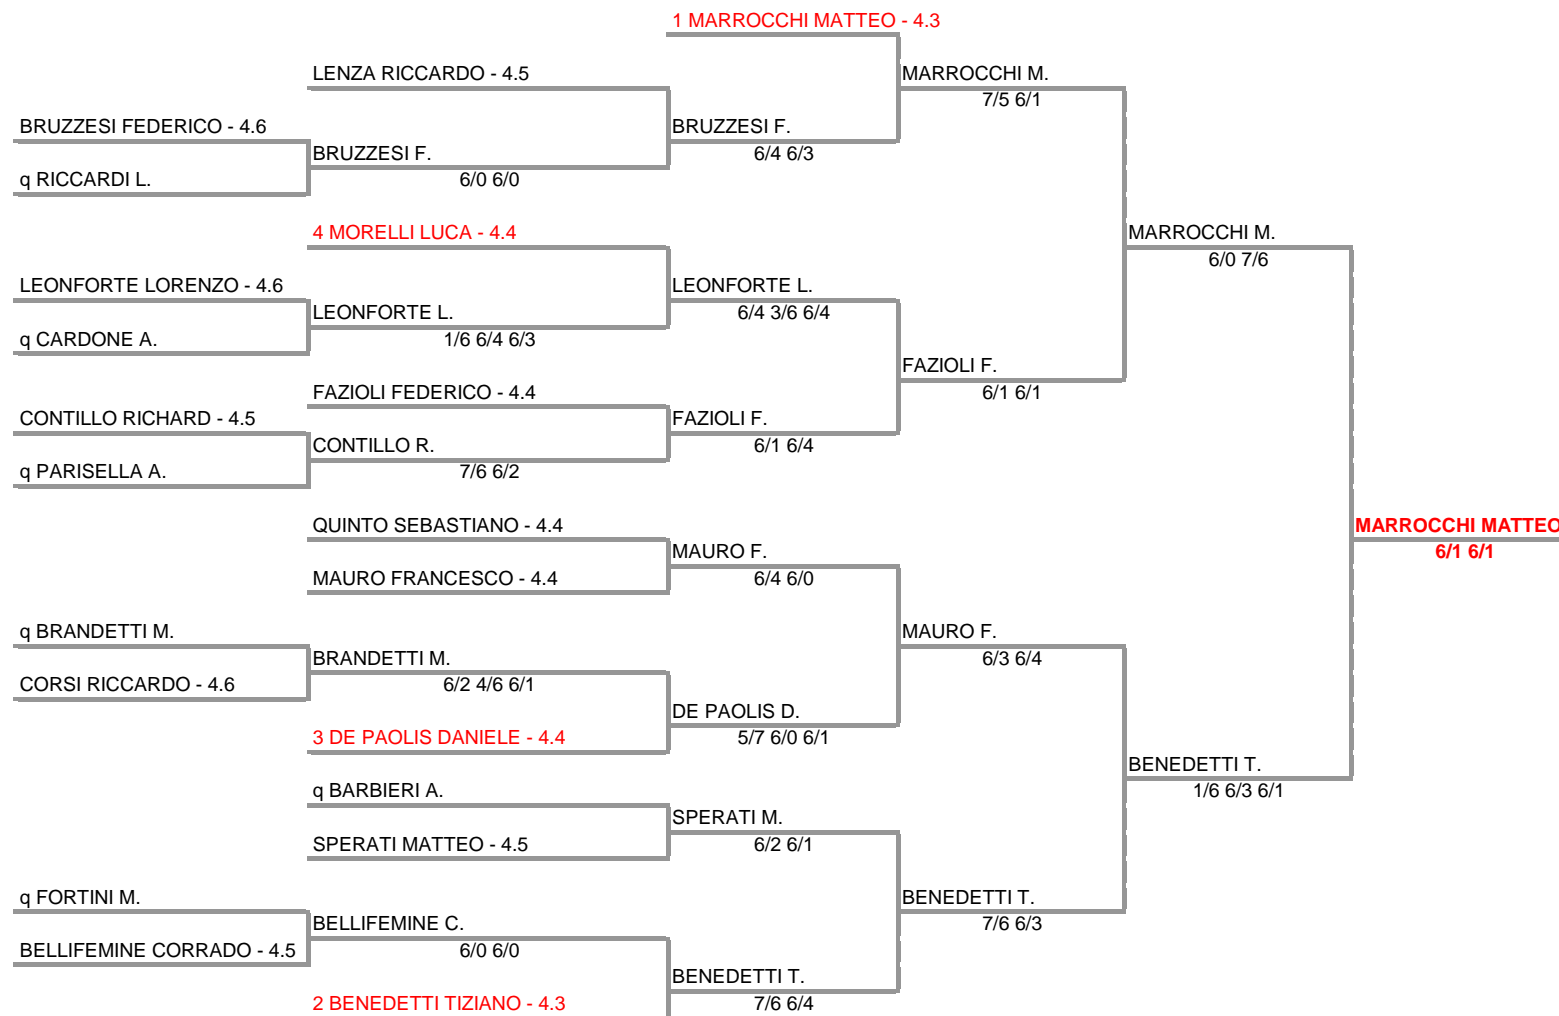 1 MARROCCHI MATTEO - 4.3
LENZA RICCARDO - 4.5
MARROCCHI M.
7/5 6/1
BRUZZESI FEDERICO - 4.6
BRUZZESI F.
6/4 6/3
BRUZZESI F.
6/0 6/0
q RICCARDI L.
4 MORELLI LUCA - 4.4
MARROCCHI M.
6/0 7/6
LEONFORTE LORENZO - 4.6
LEONFORTE L.
6/4 3/6 6/4
LEONFORTE L.
1/6 6/4 6/3
q CARDONE A.
FAZIOLI F.
6/1 6/1
FAZIOLI FEDERICO - 4.4
CONTILLO RICHARD - 4.5
FAZIOLI F.
6/1 6/4
CONTILLO R.
7/6 6/2
q PARISELLA A.
QUINTO SEBASTIANO - 4.4
MARROCCHI MATTEO
6/1 6/1
MAURO F.
6/4 6/0
MAURO FRANCESCO - 4.4
q BRANDETTI M.
MAURO F.
6/3 6/4
BRANDETTI M.
6/2 4/6 6/1
CORSI RICCARDO - 4.6
DE PAOLIS D.
5/7 6/0 6/1
3 DE PAOLIS DANIELE - 4.4
BENEDETTI T.
1/6 6/3 6/1
q BARBIERI A.
SPERATI M.
6/2 6/1
SPERATI MATTEO - 4.5
q FORTINI M.
BENEDETTI T.
7/6 6/3
BELLIFEMINE C.
6/0 6/0
BELLIFEMINE CORRADO - 4.5
BENEDETTI T.
7/6 6/4
2 BENEDETTI TIZIANO - 4.3